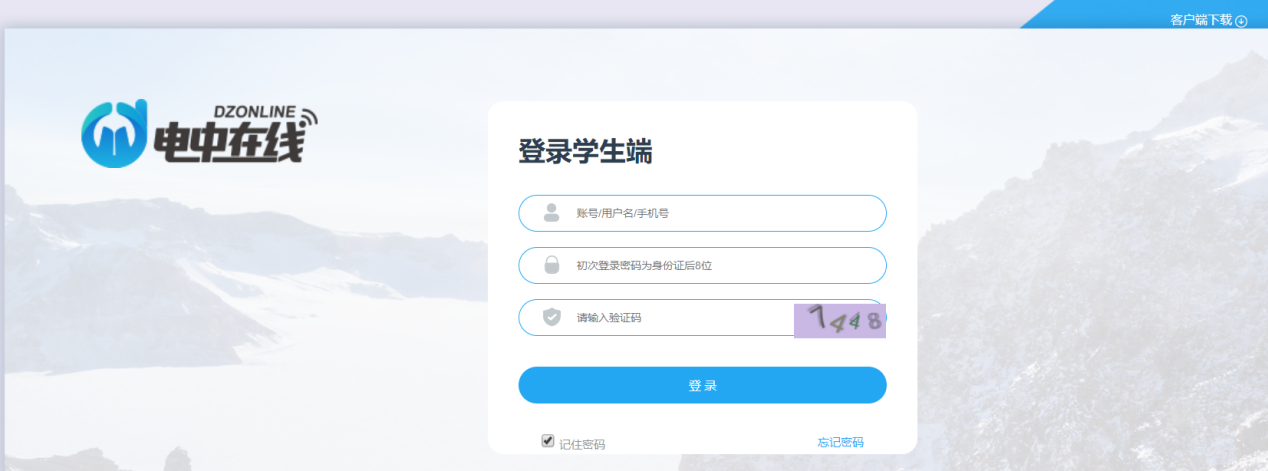 客户端下载
DZONLINE
电中在线
登录学生端
账号/用户名/手机号
初次登录密码为身份证后8位
请输入验证码
7448
登 录
记住密码
忘记密码